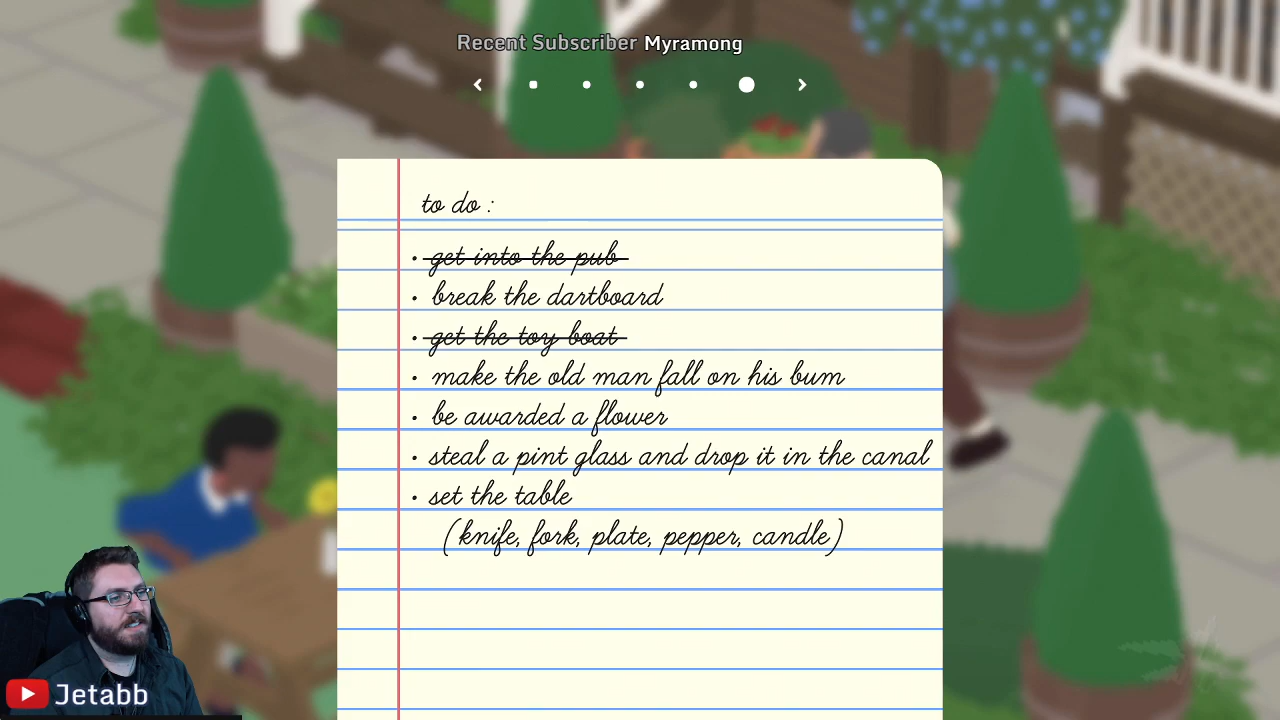 Recent Subscriber Myramong
to do :
• get into the pub
• break the dartboard
• get the toy boat
• make the old man fall on his bum
• be awarded a flower
• steal a pint glass and drop it in the canal
• set the table
(knife, fork, plate, pepper, candle)
Jetabb